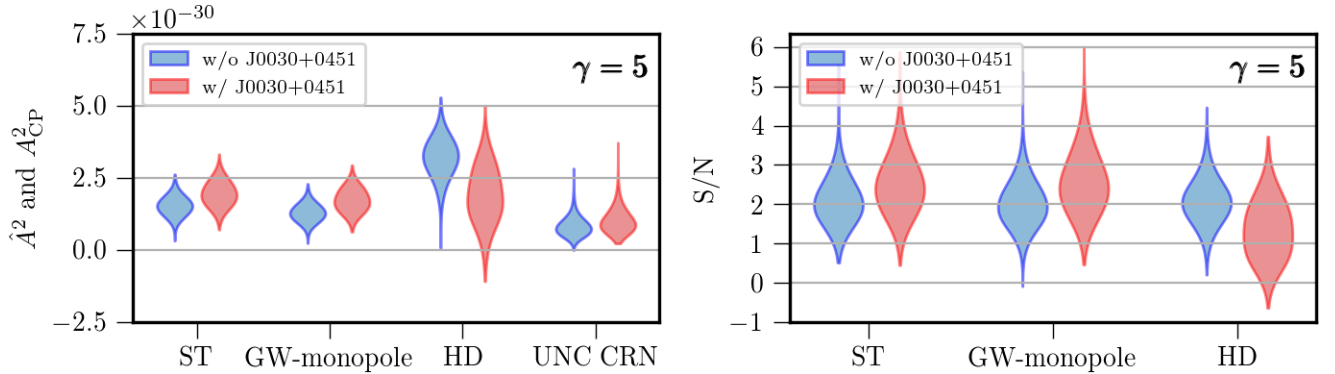 ×10⁻³⁰
7.5
5.0
2.5
0.0
−2.5
Â² and A²_CP
w/o J0030+0451
w/ J0030+0451
γ = 5
ST
GW-monopole
HD
UNC CRN
6
5
4
3
2
1
0
−1
S/N
w/o J0030+0451
w/ J0030+0451
γ = 5
ST
GW-monopole
HD